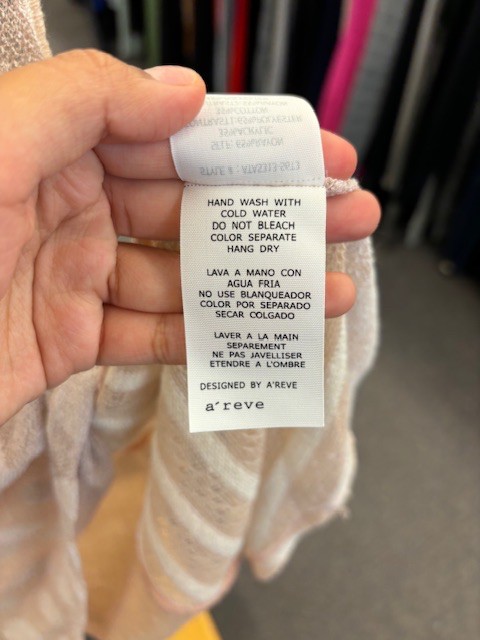 HAND WASH WITH
COLD WATER
DO NOT BLEACH
COLOR SEPARATE
HANG DRY
LAVA A MANO CON
AGUA FRIA
NO USE BLANQUEADOR
COLOR POR SEPARADO
SECAR COLGADO
LAVER A LA MAIN
SEPAREMENT
NE PAS JAVELLISER
ETENDRE A L'OMBRE
DESIGNED BY A'REVE
a´reve